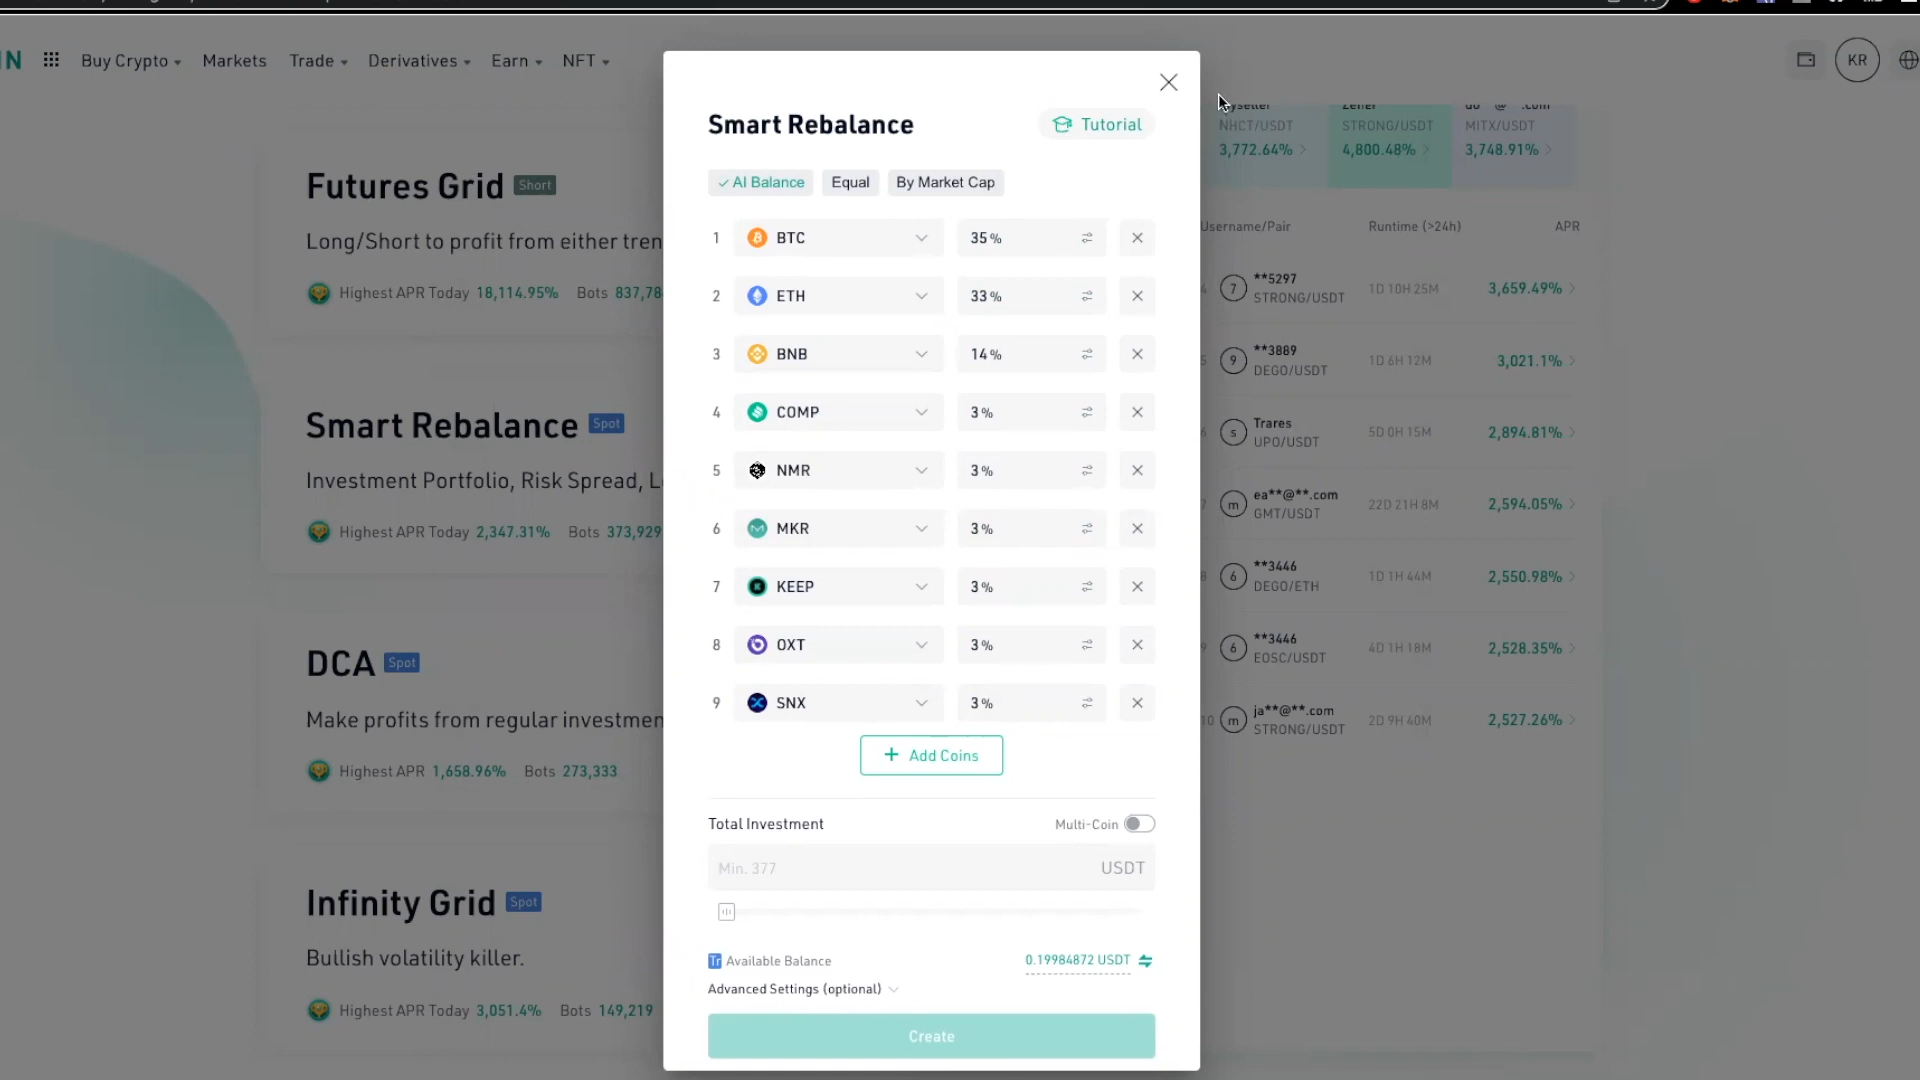 IN
Buy Crypto
Markets
Trade
Derivatives
Earn
NFT
KR
Futures Grid Short
Long/Short to profit from either tren
Highest APR Today 18,114.95% Bots 837,78
Smart Rebalance Spot
Investment Portfolio, Risk Spread, L
Highest APR Today 2,347.31% Bots 373,929
DCA Spot
Make profits from regular investmen
Highest APR 1,658.96% Bots 273,333
Infinity Grid Spot
Bullish volatility killer.
Highest APR Today 3,051.4% Bots 149,219
Smart Rebalance
Tutorial
AI Balance
Equal
By Market Cap
1 BTC 35%
2 ETH 33%
3 BNB 14%
4 COMP 3%
5 NMR 3%
6 MKR 3%
7 KEEP 3%
8 OXT 3%
9 SNX 3%
+ Add Coins
Total Investment
Multi-Coin
Min. 377
USDT
Tr Available Balance
0.19984872 USDT
Advanced Settings (optional)
Create
NHCT/USDT
3,772.64%
STRONG/USDT
4,800.48%
MITX/USDT
3,748.91%
Username/Pair Runtime (>24h) APR
7 **5297
STRONG/USDT
1D 10H 25M
3,659.49%
9 **3889
DEGO/USDT
1D 6H 12M
3,021.1%
s Trares
UPO/USDT
5D 0H 15M
2,894.81%
m ea**@**.com
GMT/USDT
22D 21H 8M
2,594.05%
6 **3446
DEGO/ETH
1D 1H 44M
2,550.98%
6 **3446
EOSC/USDT
4D 1H 18M
2,528.35%
10 m ja**@**.com
STRONG/USDT
2D 9H 40M
2,527.26%